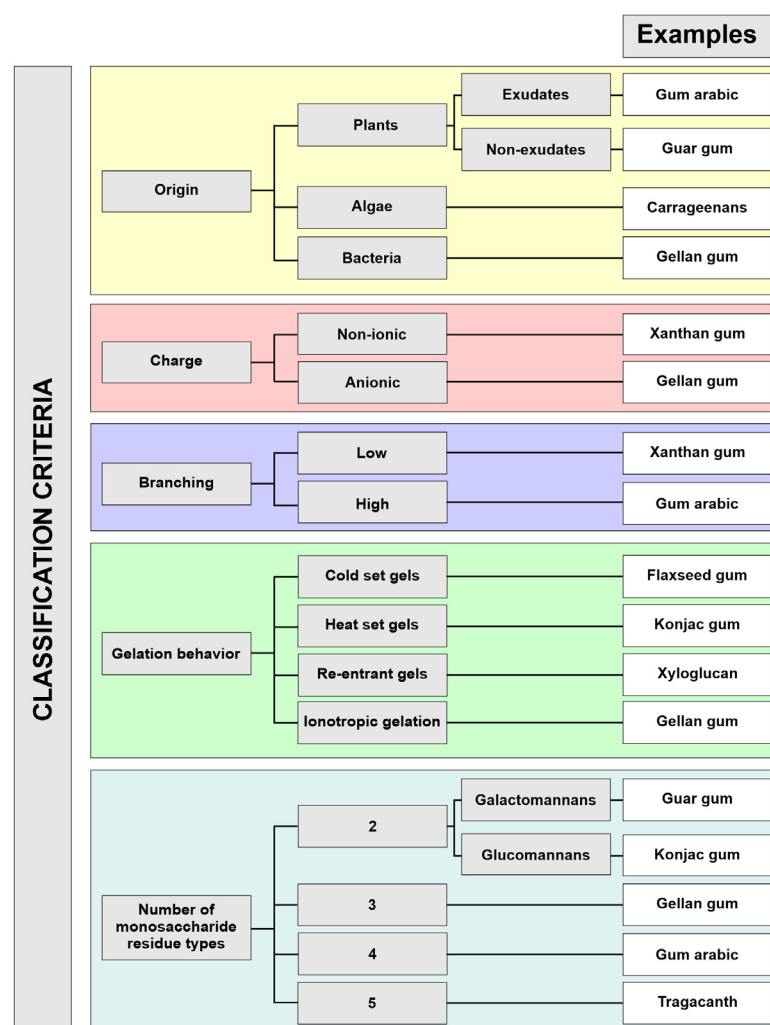 Examples
CLASSIFICATION CRITERIA
Origin
Plants
Exudates
Gum arabic
Non-exudates
Guar gum
Algae
Carrageenans
Bacteria
Gellan gum
Charge
Non-ionic
Xanthan gum
Anionic
Gellan gum
Branching
Low
Xanthan gum
High
Gum arabic
Gelation behavior
Cold set gels
Flaxseed gum
Heat set gels
Konjac gum
Re-entrant gels
Xyloglucan
Ionotropic gelation
Gellan gum
Number of
monosaccharide
residue types
2
Galactomannans
Guar gum
Glucomannans
Konjac gum
3
Gellan gum
4
Gum arabic
5
Tragacanth